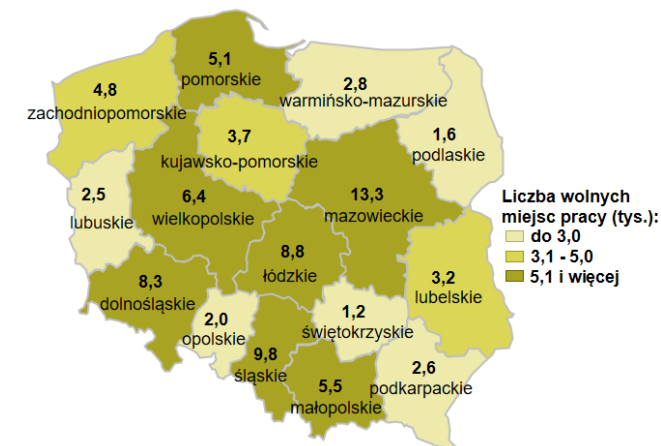 5,1
pomorskie
2,8
warmińsko-mazurskie
4,8
zachodniopomorskie
3,7
kujawsko-pomorskie
1,6
podlaskie
2,5
lubuskie
6,4
wielkopolskie
13,3
mazowieckie
Liczba wolnych
miejsc pracy (tys.):
do 3,0
3,1 - 5,0
5,1 i więcej
8,8
łódzkie
8,3
dolnośląskie
3,2
lubelskie
2,0
opolskie
1,2
świętokrzyskie
9,8
śląskie
5,5
małopolskie
2,6
podkarpackie